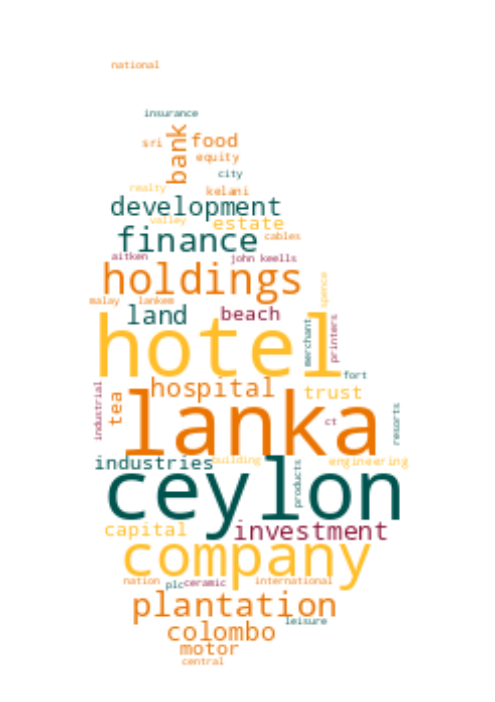 national
insurance
sri bank food
equity
city
realty kelani
development
valley estate
finance cables
aitken john keells
holdings spence
malay lankem
land beach
hotel merchant printers
fort
industrial tea hospital trust
lanka ct resorts
industries building engineering
ceylon products
capital investment
company
nation plc ceramic international
plantation
leisure
colombo
motor
central